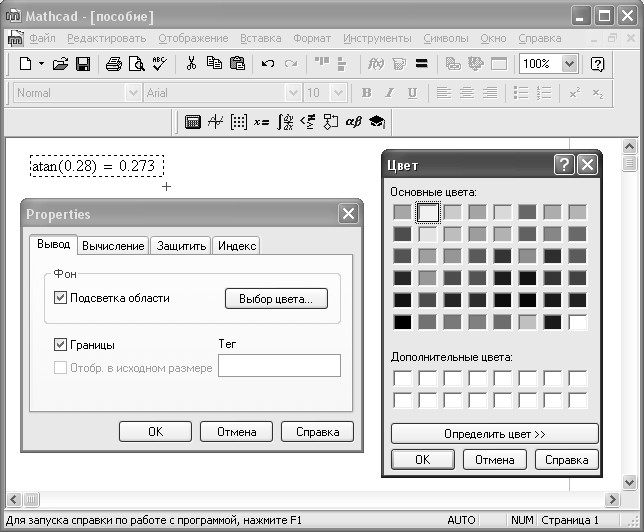 Mathcad - [пособие]
Файл Редактировать Отображение Вставка Формат Инструменты Символы Окно Справка
100%
Normal Arial 10 B I U
αβ
atan(0.28) = 0.273
Properties
Вывод Вычисление Защитить Индекс
Фон
Подсветка области Выбор цвета...
Границы Тег
Отобр. в исходном размере
OK Отмена Справка
Цвет
Основные цвета:
Дополнительные цвета:
Определить цвет >>
OK Отмена Справка
Для запуска справки по работе с программой, нажмите F1 AUTO NUM Страница 1